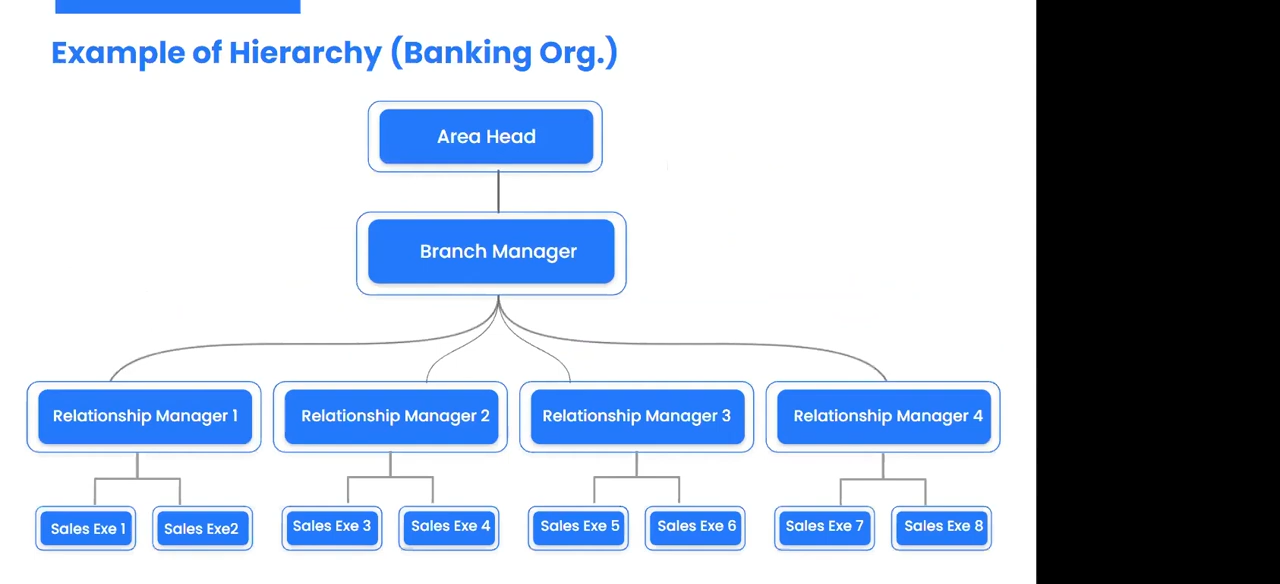 Example of Hierarchy (Banking Org.)
Area Head
Branch Manager
Relationship Manager 1
Relationship Manager 2
Relationship Manager 3
Relationship Manager 4
Sales Exe 1
Sales Exe2
Sales Exe 3
Sales Exe 4
Sales Exe 5
Sales Exe 6
Sales Exe 7
Sales Exe 8